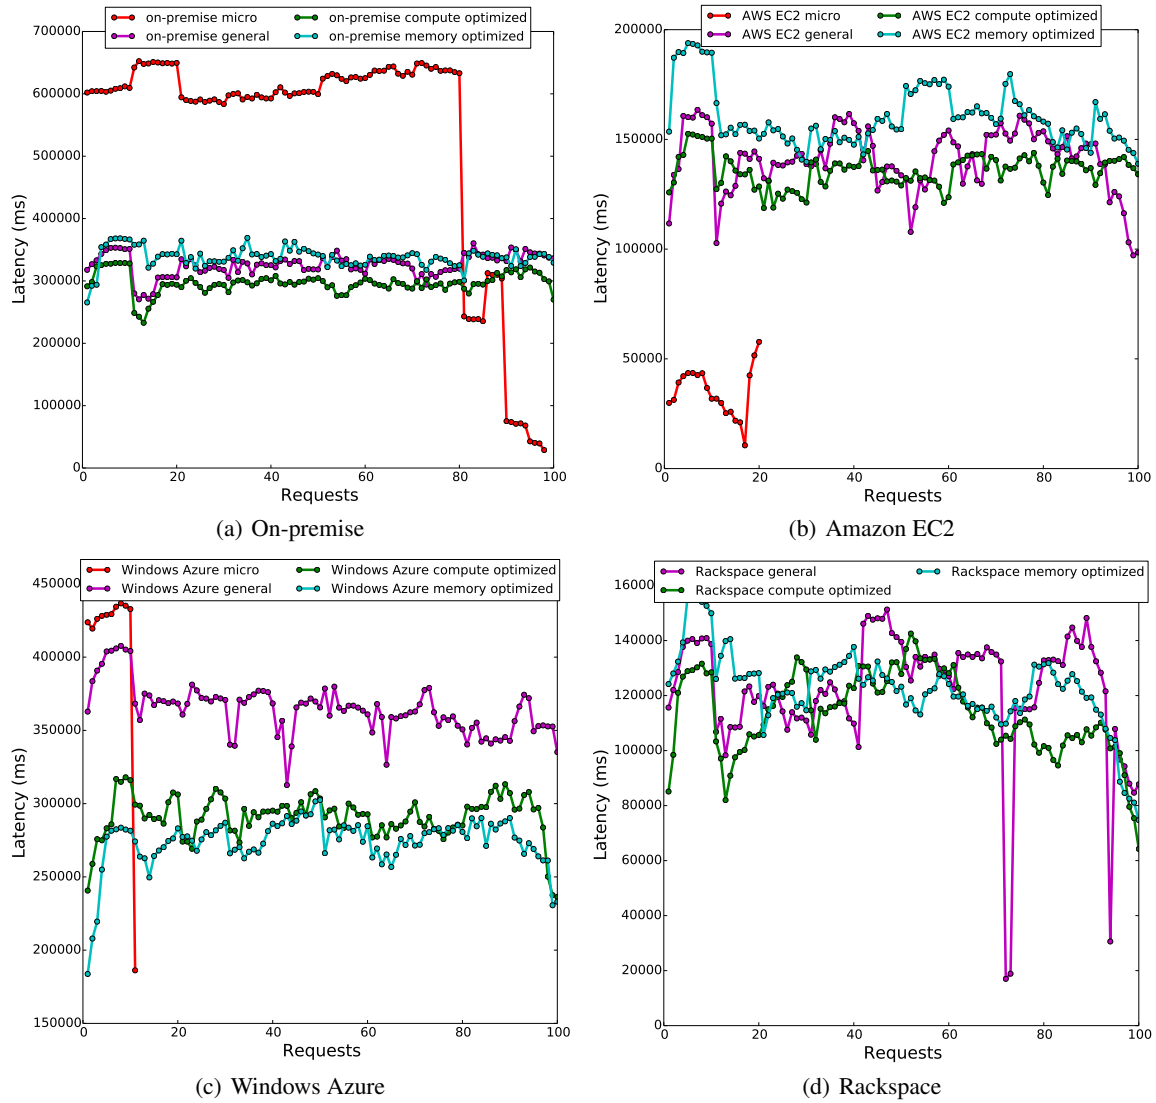 on-premise micro
on-premise general
on-premise compute optimized
on-premise memory optimized
700000
600000
500000
400000
300000
200000
100000
0
Latency (ms)
0 20 40 60 80 100
Requests
(a) On-premise
AWS EC2 micro
AWS EC2 general
AWS EC2 compute optimized
AWS EC2 memory optimized
200000
150000
100000
50000
0
Latency (ms)
0 20 40 60 80 100
Requests
(b) Amazon EC2
Windows Azure micro
Windows Azure general
Windows Azure compute optimized
Windows Azure memory optimized
450000
400000
350000
300000
250000
200000
150000
Latency (ms)
0 20 40 60 80 100
Requests
(c) Windows Azure
Rackspace general
Rackspace compute optimized
Rackspace memory optimized
160000
140000
120000
100000
80000
60000
40000
20000
0
Latency (ms)
0 20 40 60 80 100
Requests
(d) Rackspace